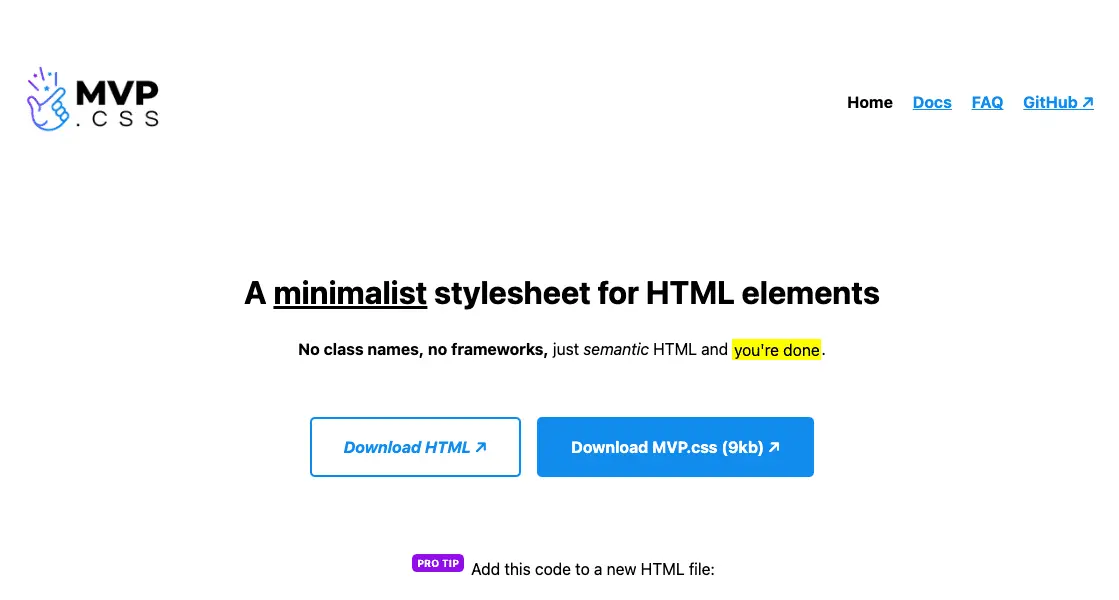 MVP
.CSS
Home Docs FAQ GitHub ↗
A minimalist stylesheet for HTML elements
No class names, no frameworks, just semantic HTML and you're done.
Download HTML ↗ Download MVP.css (9kb) ↗
PRO TIP Add this code to a new HTML file: